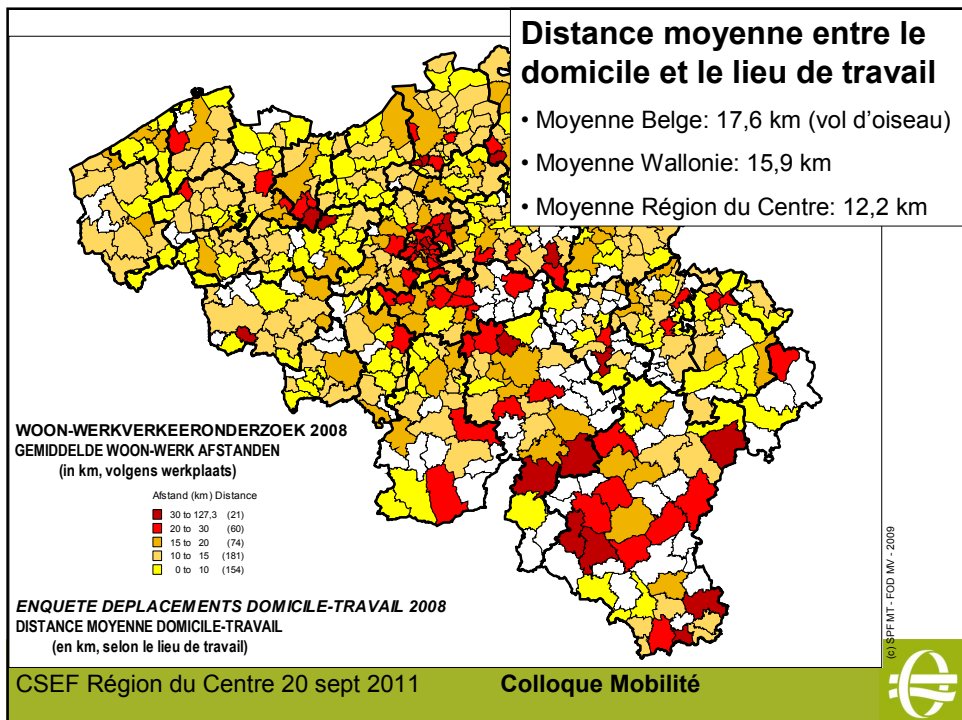 Distance moyenne entre le
domicile et le lieu de travail
• Moyenne Belge: 17,6 km (vol d'oiseau)
• Moyenne Wallonie: 15,9 km
• Moyenne Région du Centre: 12,2 km
WOON-WERKVERKEERONDERZOEK 2008
GEMIDDELDE WOON-WERK AFSTANDEN
(in km, volgens werkplaats)
Afstand (km) Distance
30 to 127,3 (21)
20 to 30 (60)
15 to 20 (74)
10 to 15 (181)
0 to 10 (154)
ENQUETE DEPLACEMENTS DOMICILE-TRAVAIL 2008
DISTANCE MOYENNE DOMICILE-TRAVAIL
(en km, selon le lieu de travail)
(c) SPF MT - FOD MV - 2009
CSEF Région du Centre 20 sept 2011 Colloque Mobilité